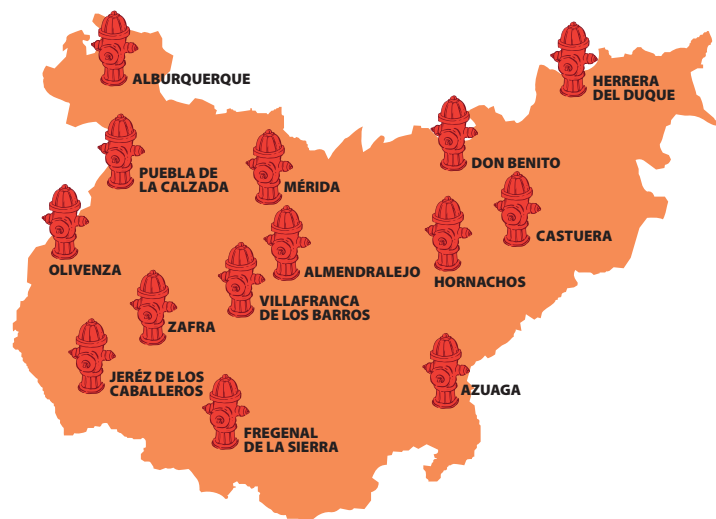 ALBURQUERQUE
HERRERA
DEL DUQUE
PUEBLA DE
LA CALZADA
MÉRIDA
DON BENITO
OLIVENZA
ALMENDRALEJO
HORNACHOS
CASTUERA
VILLAFRANCA
DE LOS BARROS
ZAFRA
JERÉZ DE LOS
CABALLEROS
AZUAGA
FREGENAL
DE LA SIERRA